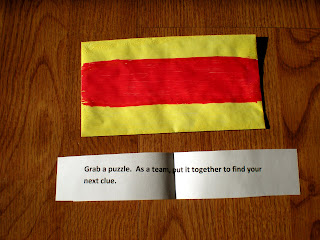 Grab a puzzle. As a team, put it together to find your
next clue.